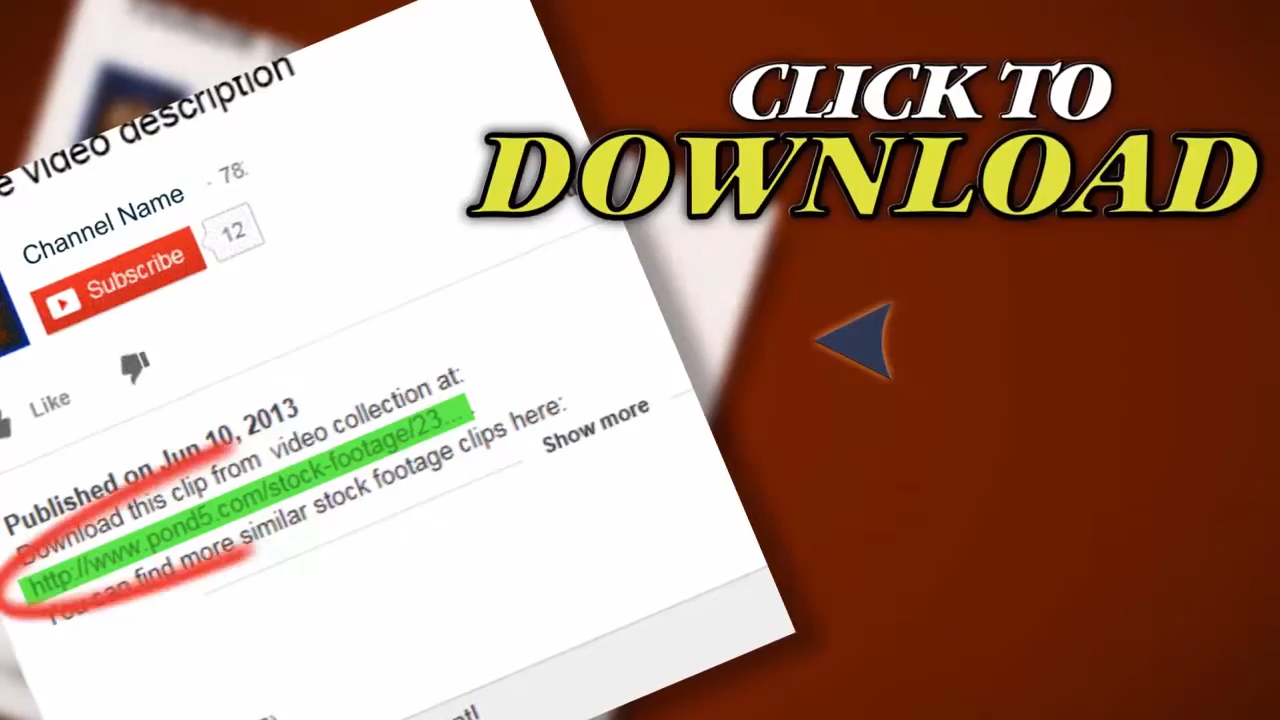 CLICK TO
DOWNLOAD
e video description
Channel Name
78
Subscribe
12
Like
Published on Jun 10, 2013
Download this clip from video collection at:
http://www.pond5.com/stock-footage/23...
You can find more similar stock footage clips here:
Show more